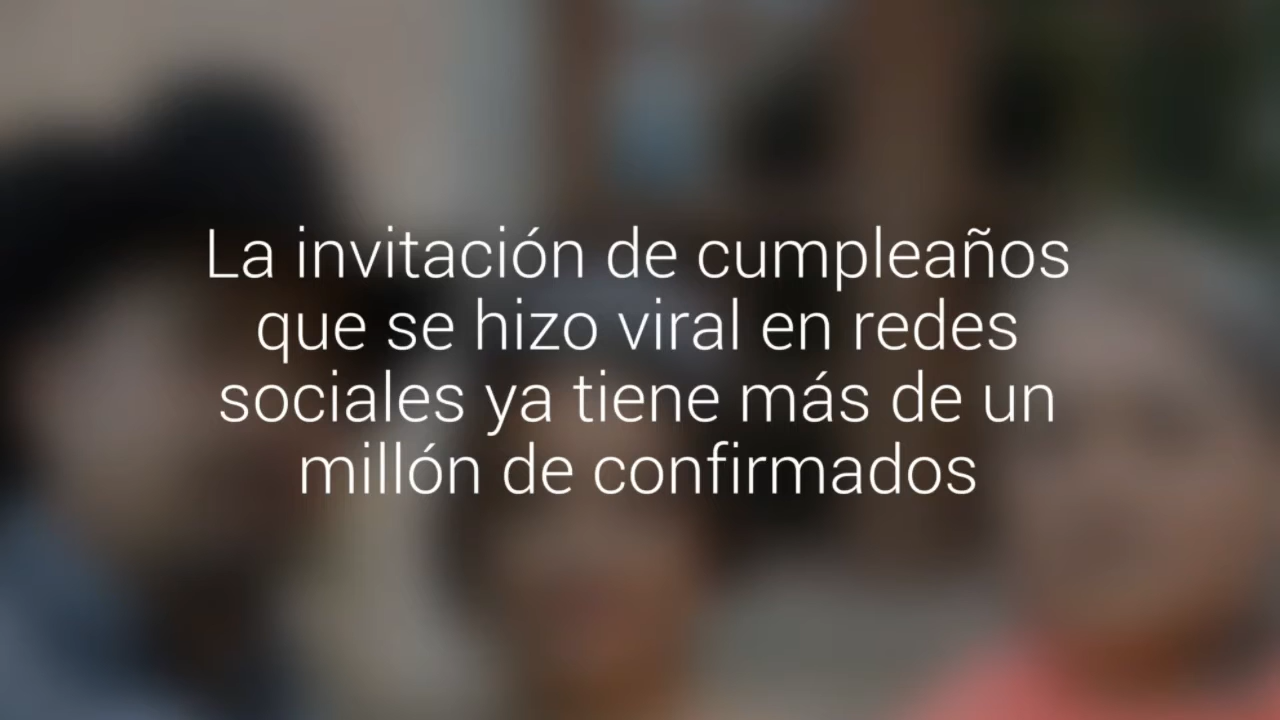 La invitación de cumpleaños
que se hizo viral en redes
sociales ya tiene más de un
millón de confirmados